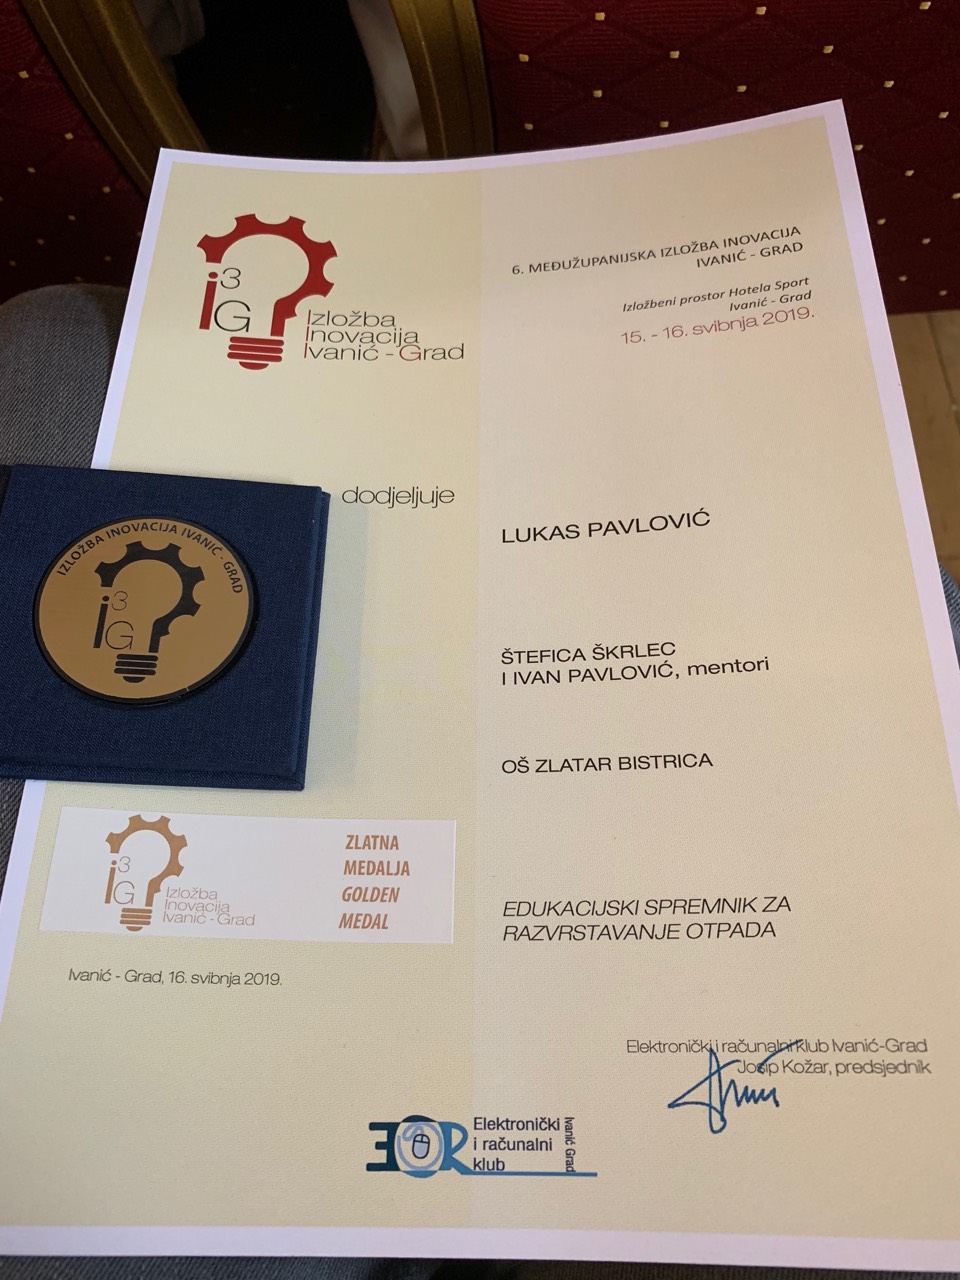 i3G
Izložba
Inovacija
Ivanić - Grad
6. MEĐUŽUPANIJSKA IZLOŽBA INOVACIJA
IVANIĆ - GRAD
Izložbeni prostor Hotela Sport
Ivanić - Grad
15. - 16. svibnja 2019.
dodjeljuje
LUKAS PAVLOVIĆ
IZLOŽBA INOVACIJA IVANIĆ - GRAD
i3G
ŠTEFICA ŠKRLEC
I IVAN PAVLOVIĆ, mentori
OŠ ZLATAR BISTRICA
i3G
Izložba
Inovacija
Ivanić - Grad
ZLATNA
MEDALJA
GOLDEN
MEDAL
EDUKACIJSKI SPREMNIK ZA
RAZVRSTAVANJE OTPADA
Ivanić - Grad, 16. svibnja 2019.
Elektronički i računalni klub Ivanić-Grad
Josip Kožar, predsjednik
Elektronički
i računalni
klub
Ivanić Grad